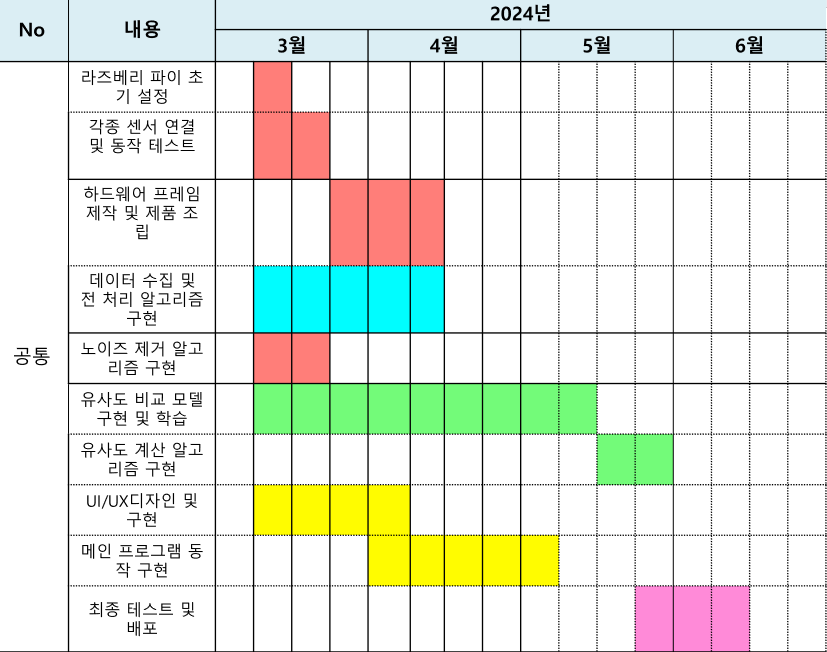 No
내용
2024년
3월
4월
5월
6월
공통
라즈베리 파이 초
기 설정
각종 센서 연결
및 동작 테스트
하드웨어 프레임
제작 및 제품 조
립
데이터 수집 및
전 처리 알고리즘
구현
노이즈 제거 알고
리즘 구현
유사도 비교 모델
구현 및 학습
유사도 계산 알고
리즘 구현
UI/UX디자인 및
구현
메인 프로그램 동
작 구현
최종 테스트 및
배포